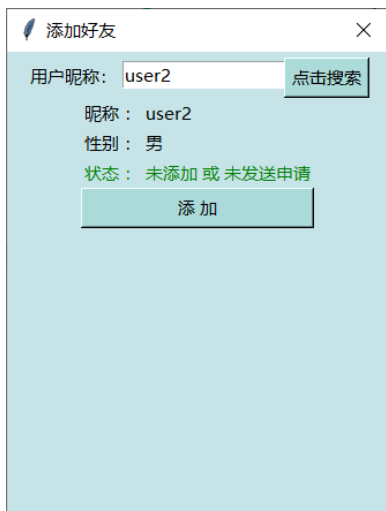 添加好友
用户昵称： user2 点击搜索
昵称： user2
性别： 男
状态： 未添加 或 未发送申请
添 加